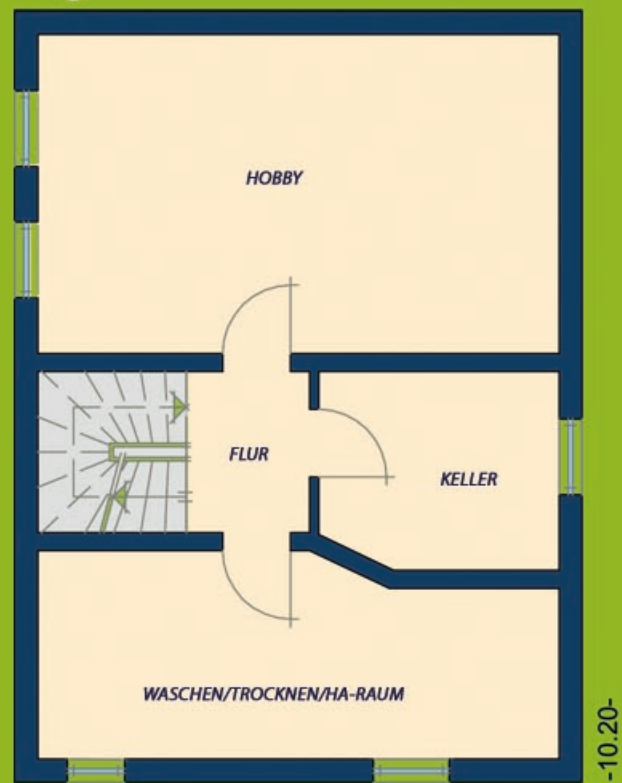 HOBBY
FLUR
KELLER
WASCHEN/TROCKNEN/HA-RAUM
-10.20-